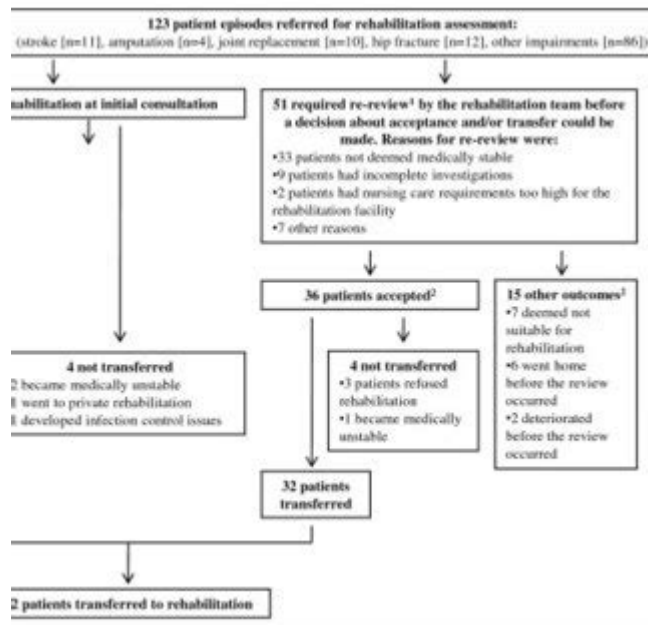 123 patient episodes referred for rehabilitation assessment:
(stroke [n=11], amputation [n=4], joint replacement [n=10], hip fracture [n=12], other impairments [n=86])
habilitation at initial consultation
51 required re-review¹ by the rehabilitation team before
a decision about acceptance and/or transfer could be
made. Reasons for re-review were:
•33 patients not deemed medically stable
•9 patients had incomplete investigations
•2 patients had nursing care requirements too high for the
rehabilitation facility
•7 other reasons
36 patients accepted²
15 other outcomes²
•7 deemed not
suitable for
rehabilitation
•6 went home
before the review
occurred
•2 deteriorated
before the review
occurred
4 not transferred
2 became medically unstable
1 went to private rehabilitation
1 developed infection control issues
4 not transferred
•3 patients refused
rehabilitation
•1 became medically
unstable
32 patients
transferred
2 patients transferred to rehabilitation